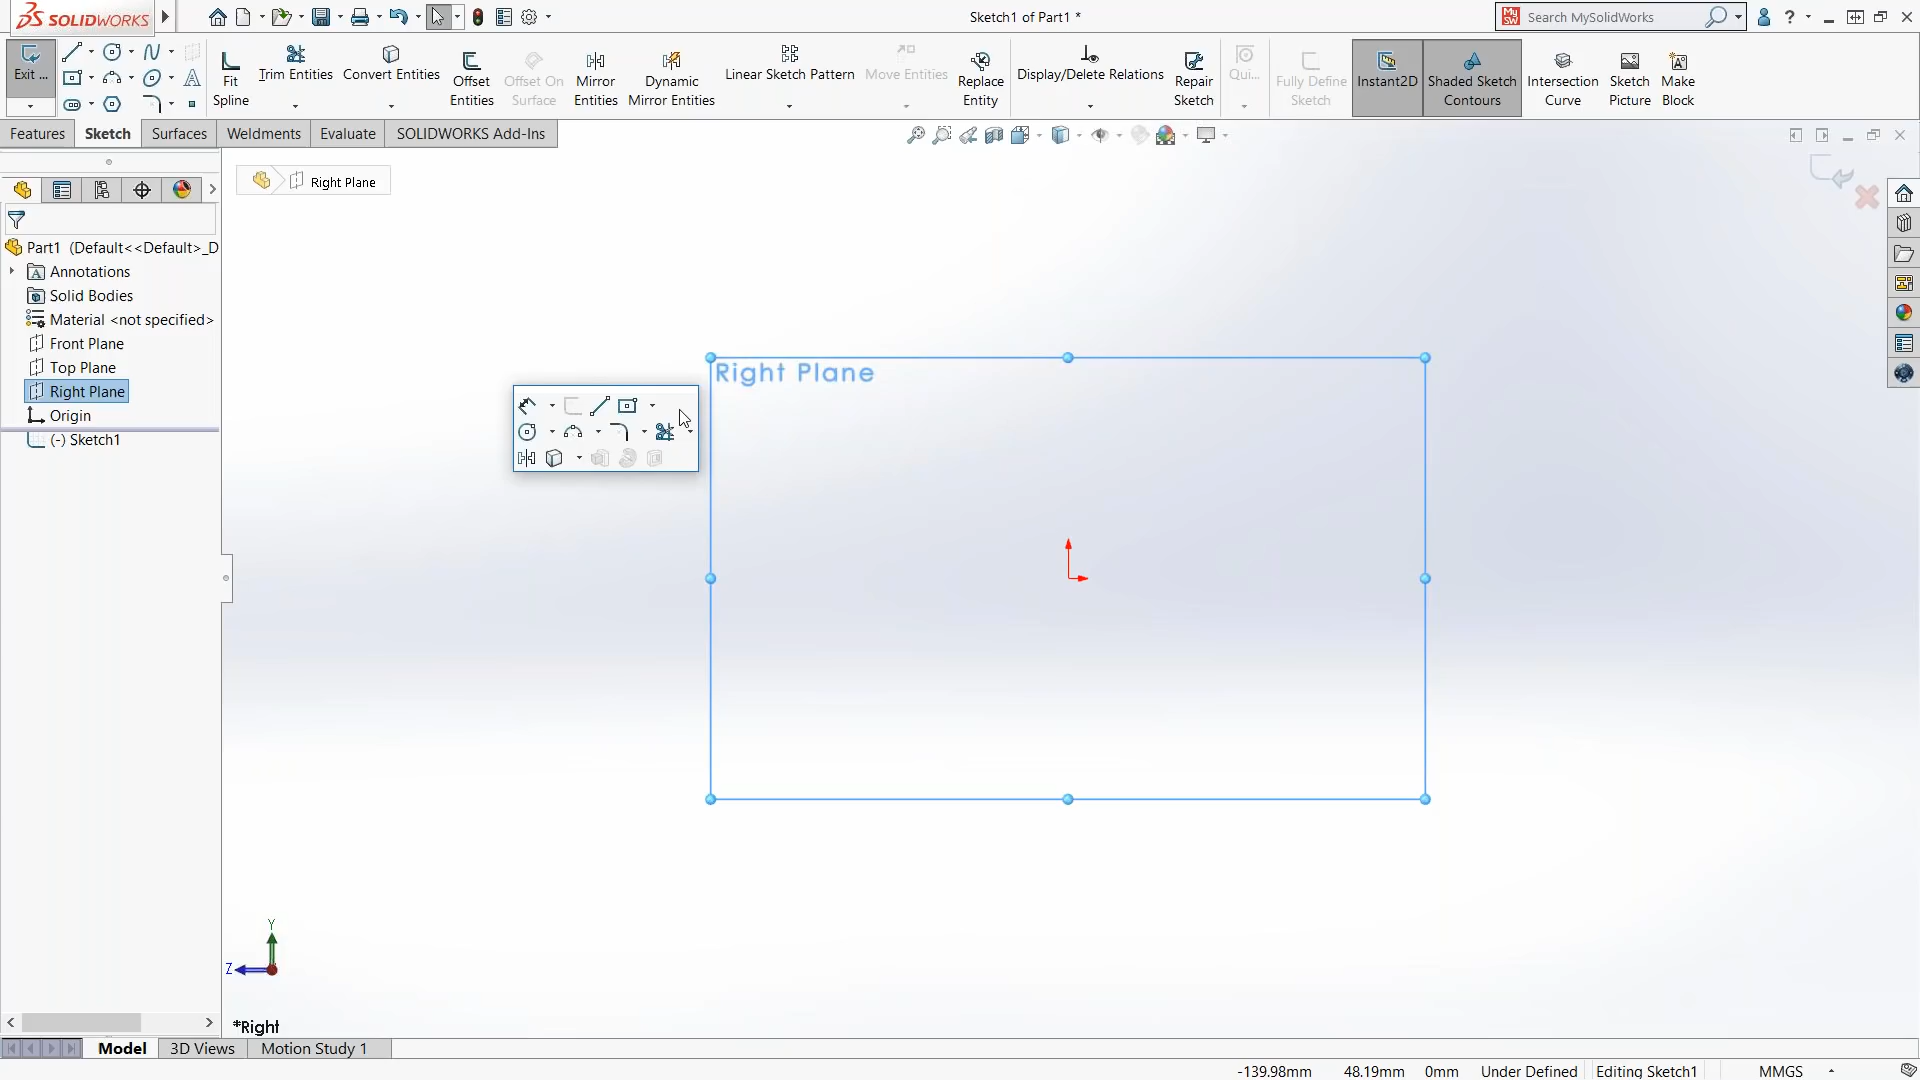 SOLIDWORKS
Sketch1 of Part1 *
Search MySolidWorks
Exit ...
Fit Spline
Trim Entities
Convert Entities
Offset Entities
Offset On Surface
Mirror Entities
Dynamic Mirror Entities
Linear Sketch Pattern
Move Entities
Replace Entity
Display/Delete Relations
Repair Sketch
Qui...
Fully Define Sketch
Instant2D
Shaded Sketch Contours
Intersection Curve
Sketch Picture
Make Block
Features
Sketch
Surfaces
Weldments
Evaluate
SOLIDWORKS Add-Ins
Right Plane
Part1 (Default<<Default>_D
Annotations
Solid Bodies
Material <not specified>
Front Plane
Top Plane
Right Plane
Origin
(-) Sketch1
Right Plane
Y
Z
*Right
Model
3D Views
Motion Study 1
-139.98mm
48.19mm
0mm
Under Defined
Editing Sketch1
MMGS